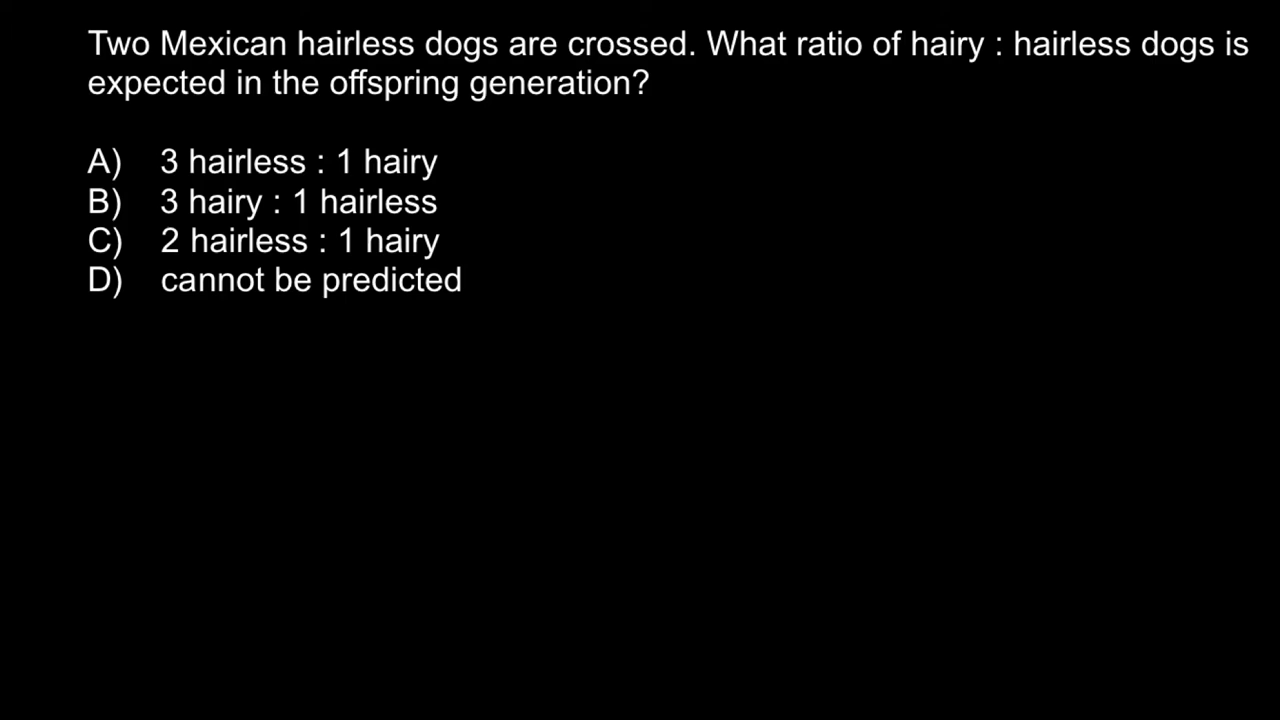 Two Mexican hairless dogs are crossed. What ratio of hairy : hairless dogs is
expected in the offspring generation?
A) 3 hairless : 1 hairy
B) 3 hairy : 1 hairless
C) 2 hairless : 1 hairy
D) cannot be predicted